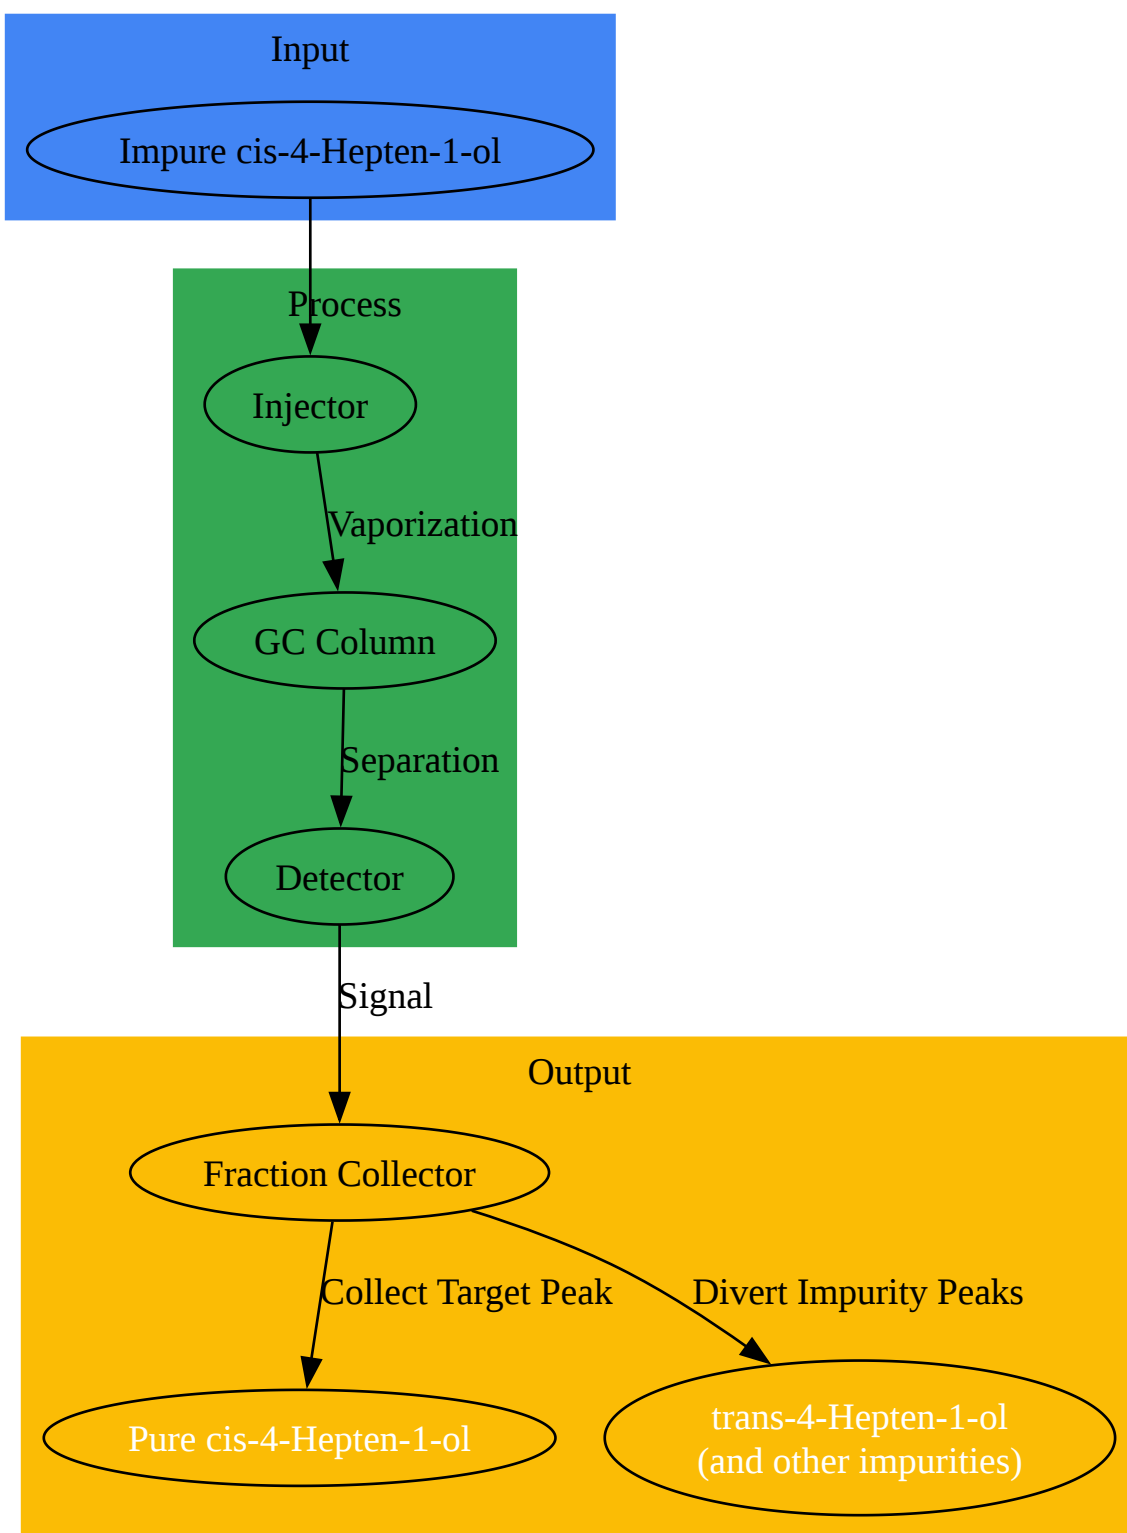 Input
Impure cis-4-Hepten-1-ol
Process
Injector
Vaporization
GC Column
Separation
Detector
Signal
Output
Fraction Collector
Collect Target Peak
Divert Impurity Peaks
Pure cis-4-Hepten-1-ol
trans-4-Hepten-1-ol
(and other impurities)